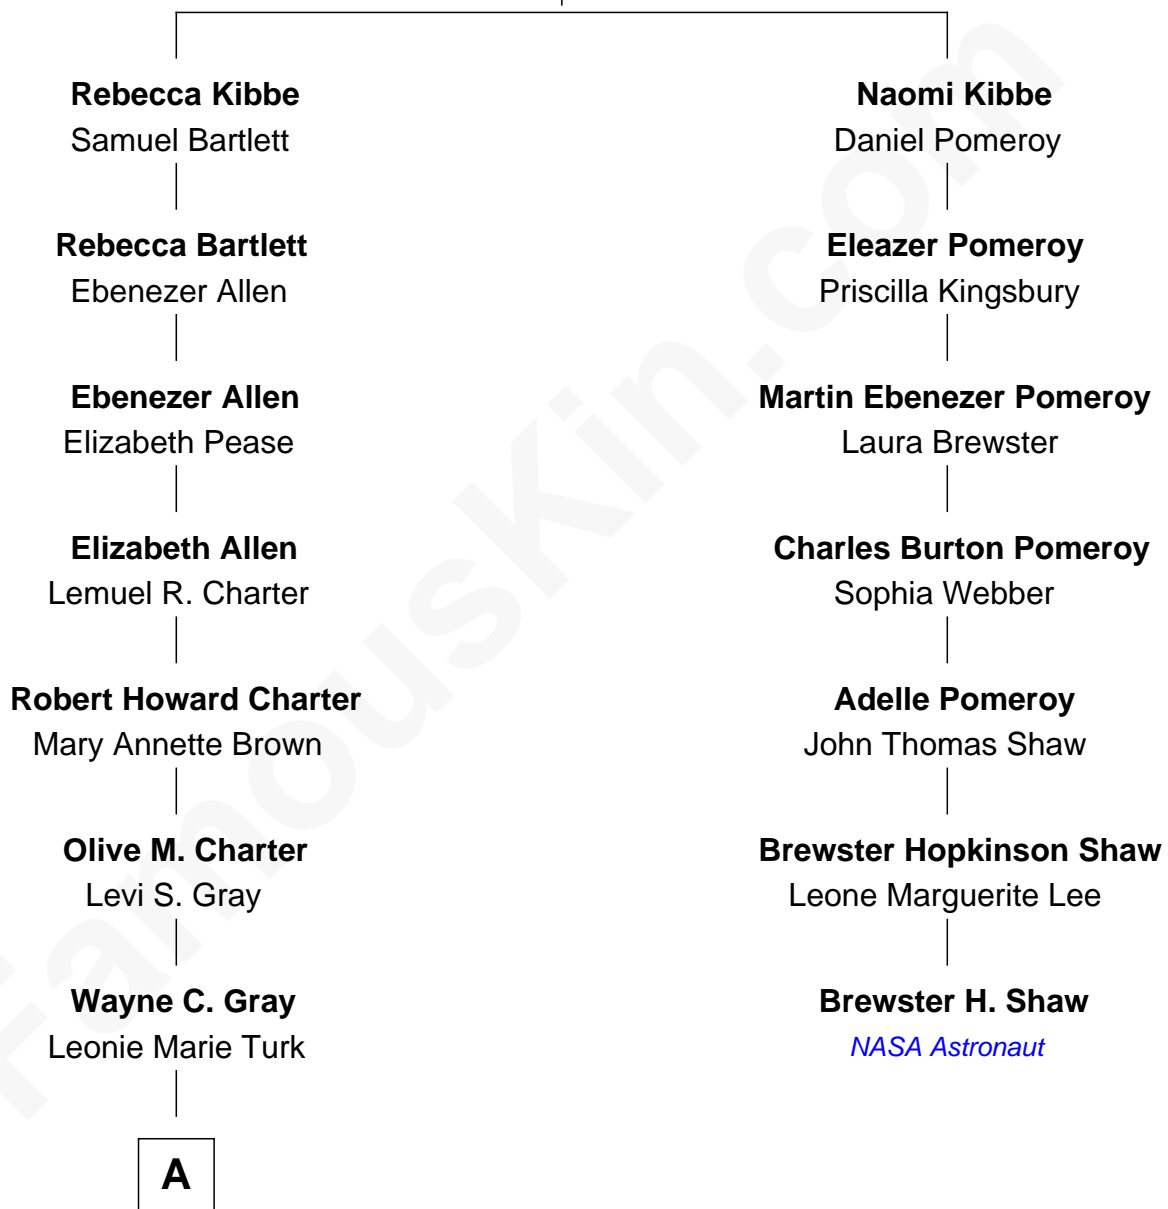 Rebecca Kibbe
Samuel Bartlett
Rebecca Bartlett
Ebenezer Allen
Ebenezer Allen
Elizabeth Pease
Elizabeth Allen
Lemuel R. Charter
Robert Howard Charter
Mary Annette Brown
Olive M. Charter
Levi S. Gray
Wayne C. Gray
Leonie Marie Turk
A
Naomi Kibbe
Daniel Pomeroy
Eleazer Pomeroy
Priscilla Kingsbury
Martin Ebenezer Pomeroy
Laura Brewster
Charles Burton Pomeroy
Sophia Webber
Adelle Pomeroy
John Thomas Shaw
Brewster Hopkinson Shaw
Leone Marguerite Lee
Brewster H. Shaw
NASA Astronaut
FamousKin.com